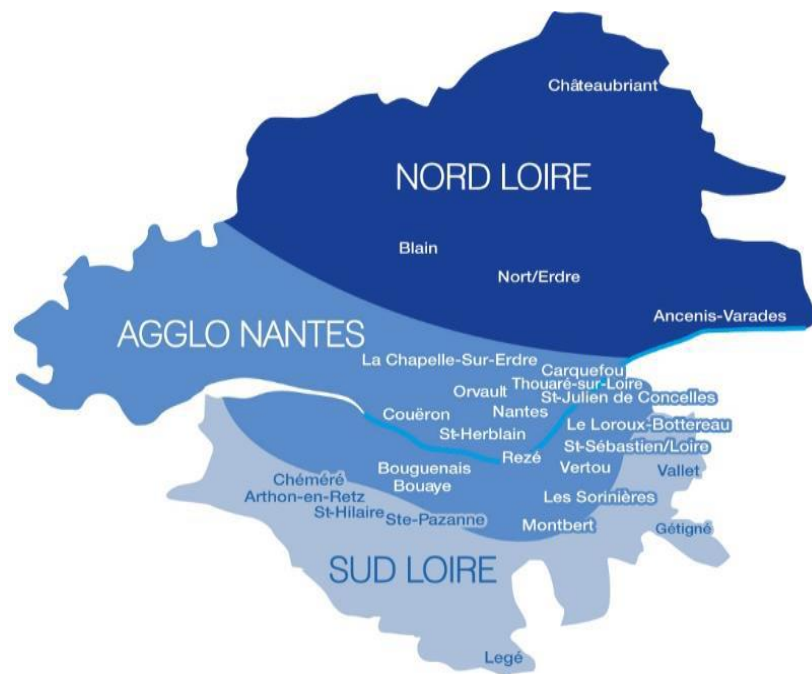 Châteaubriant
NORD LOIRE
Blain
Nort/Erdre
Ancenis-Varades
AGGLO NANTES
La Chapelle-Sur-Erdre
Carquefou
Thouaré-sur-Loire
Orvault
St-Julien de Concelles
Couëron
Nantes
Le Loroux-Bottereau
St-Herblain
St-Sébastien/Loire
Rezé
Bouguenais
Vertou
Vallet
Chéméré
Bouaye
Arthon-en-Retz
Les Sorinières
St-Hilaire
Ste-Pazanne
Montbert
Gétigné
SUD LOIRE
Legé